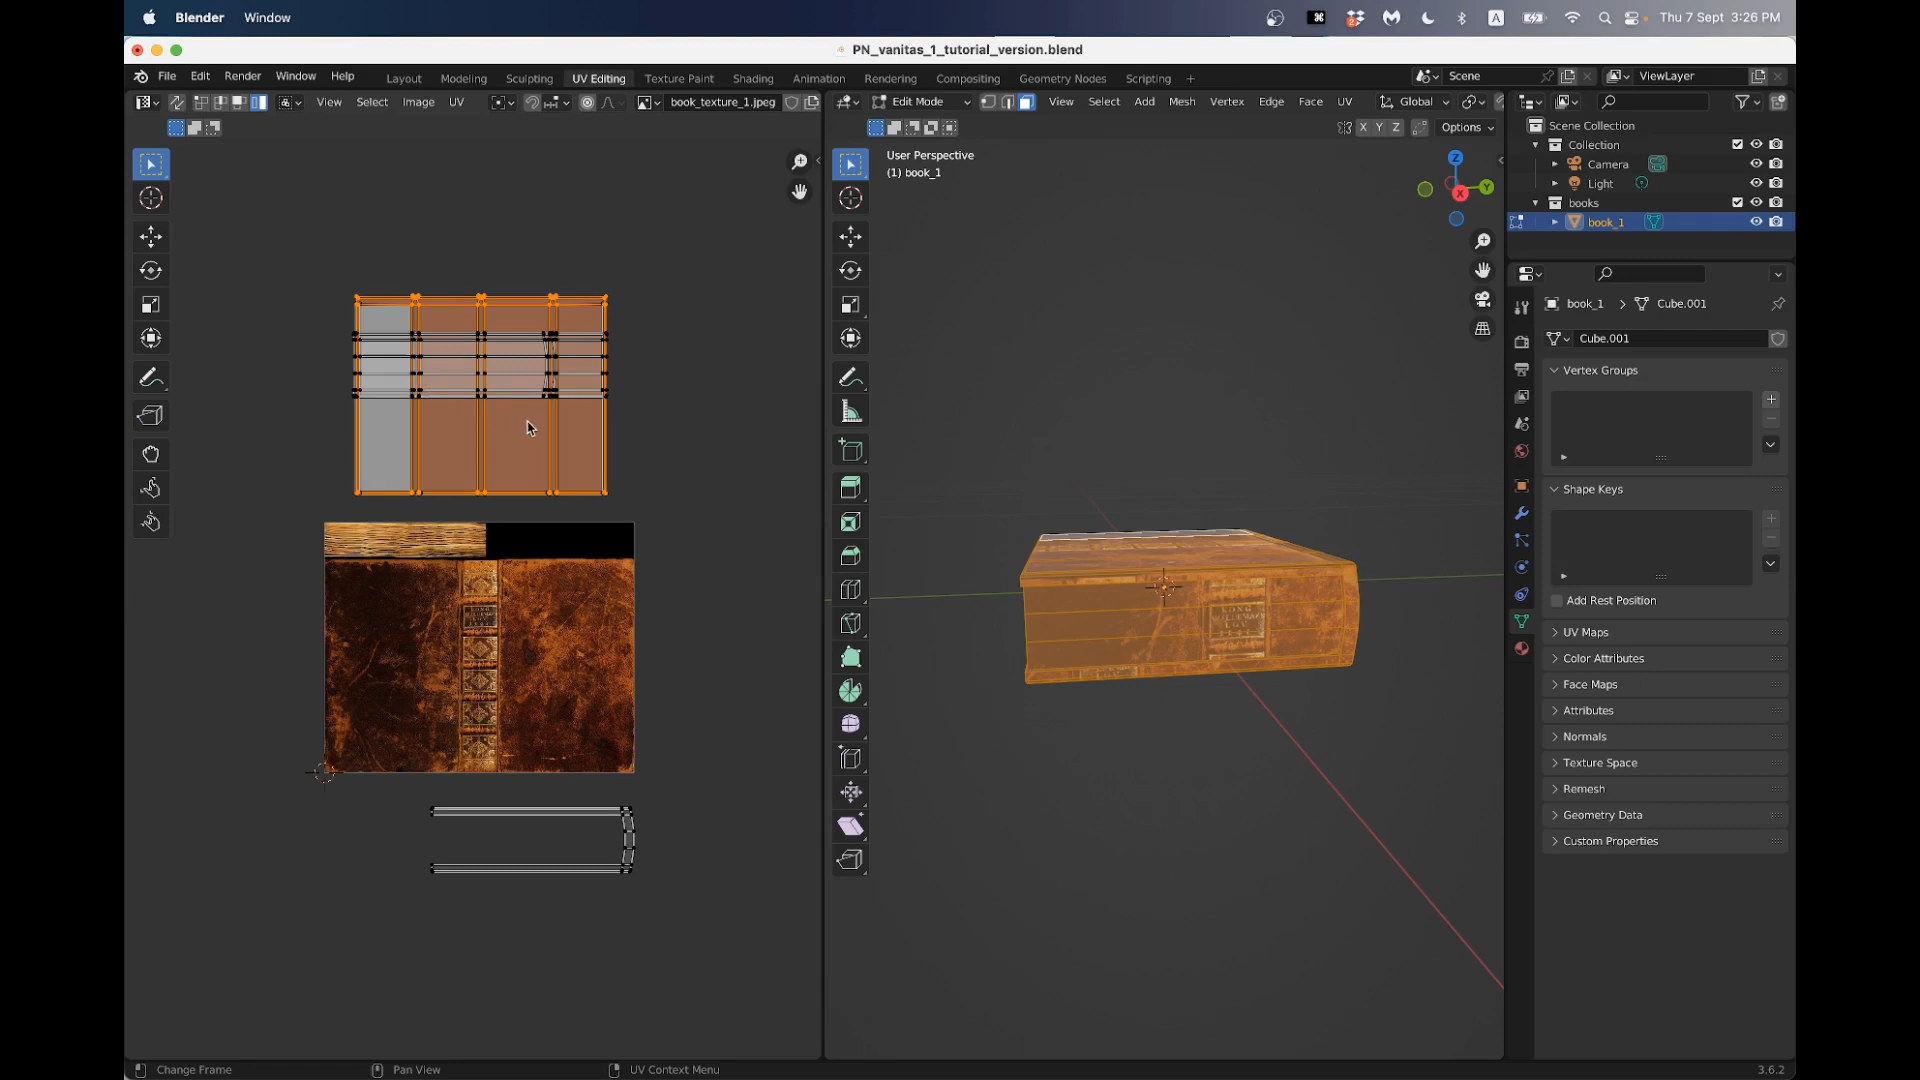 Blender Window
Thu 7 Sept 3:26 PM
PN_vanitas_1_tutorial_version.blend
File Edit Render Window Help Layout Modeling Sculpting UV Editing Texture Paint Shading Animation Rendering Compositing Geometry Nodes Scripting +
Scene
ViewLayer
View Select Image UV
book_texture_1.jpeg
Edit Mode
View Select Add Mesh Vertex Edge Face UV
Global
X Y Z
Options
User Perspective
(1) book_1
Z
Y
X
Scene Collection
Collection
Camera
Light
books
book_1
book_1 > Cube.001
Cube.001
Vertex Groups
Shape Keys
Add Rest Position
UV Maps
Color Attributes
Face Maps
Attributes
Normals
Texture Space
Remesh
Geometry Data
Custom Properties
Change Frame
Pan View
UV Context Menu
3.6.2